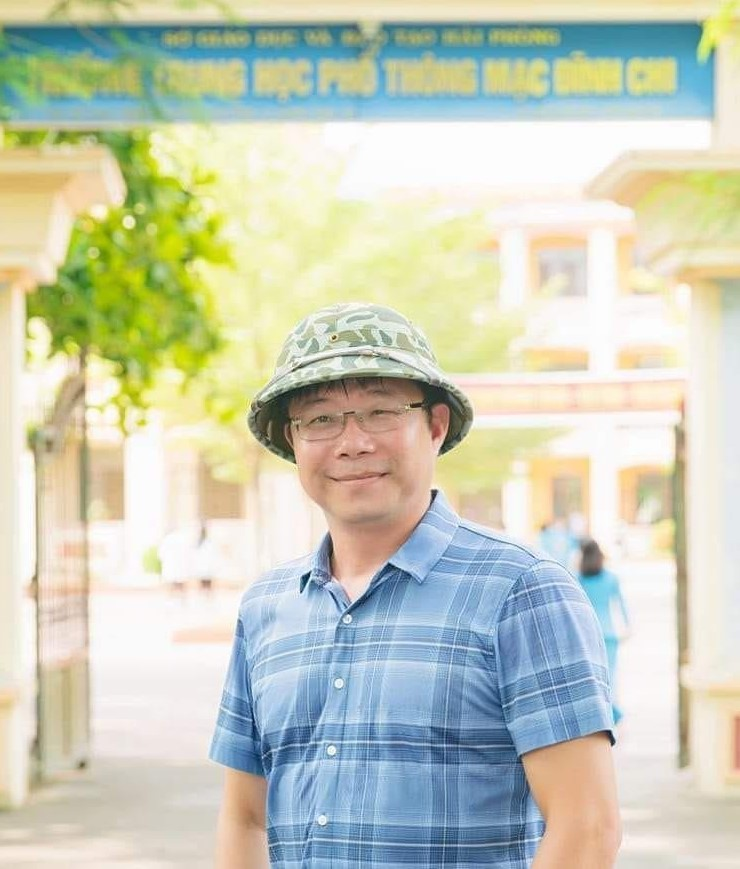 SỞ GIÁO DỤC VÀ ĐÀO TẠO HẢI PHÒNG
TRƯỜNG TRUNG HỌC PHỔ THÔNG MẠC ĐĨNH CHI